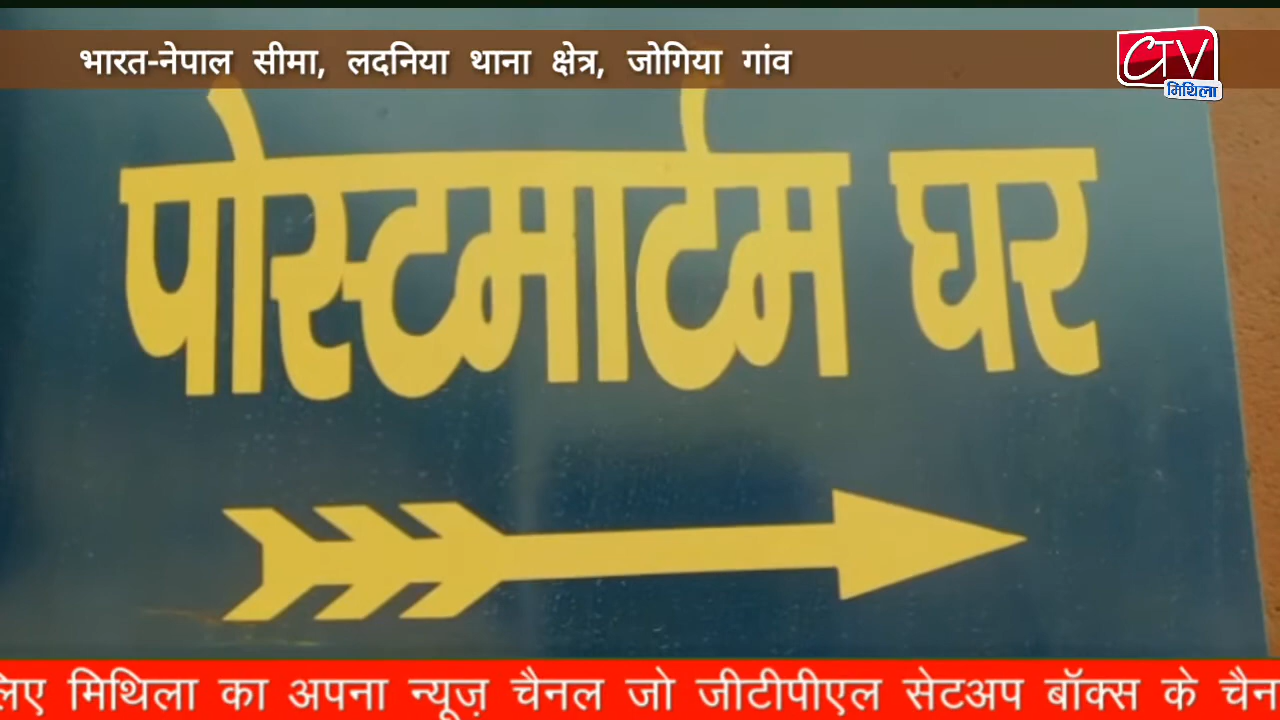 भारत-नेपाल सीमा, लदनिया थाना क्षेत्र, जोगिया गांव
CTV
मिथिला
पोस्टमार्टम घर
लिए मिथिला का अपना न्यूज़ चैनल जो जीटीपीएल सेटअप बॉक्स के चैन